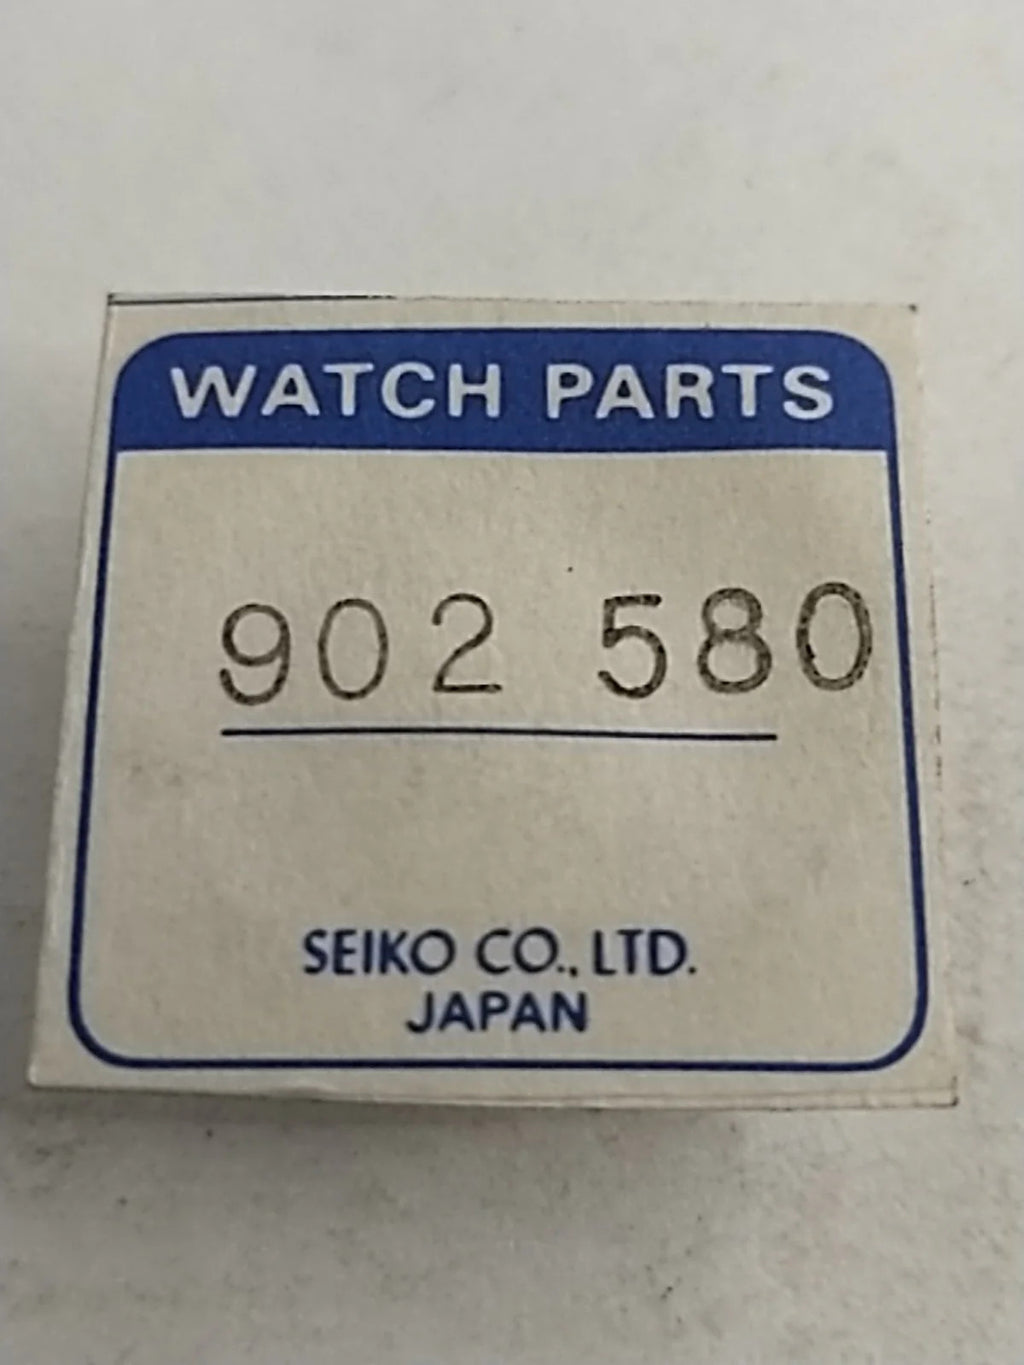 WATCH PARTS
902 580
SEIKO CO., LTD.
JAPAN